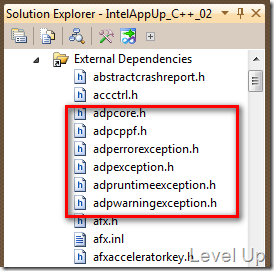 Solution Explorer - IntelAppUp_C++_02
External Dependencies
abstractcrashreport.h
accctrl.h
adpcore.h
adpcppf.h
adperrorexception.h
adpexception.h
adpruntimeexception.h
adpwarningexception.h
afx.h
afx.inl
afxacceleratorkey.h
Level Up